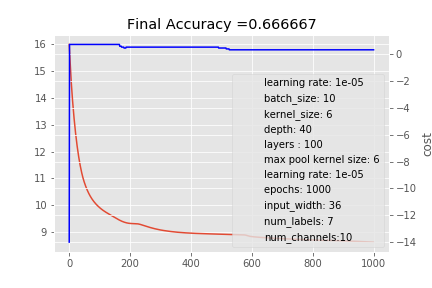 Final Accuracy =0.666667
16
15
14
13
12
11
10
9
0
−2
−4
−6
−8
−10
−12
−14
cost
learning rate: 1e-05
batch_size: 10
kernel_size: 6
depth: 40
layers : 100
max pool kernel size: 6
learning rate: 1e-05
epochs: 1000
input_width: 36
num_labels: 7
num_channels:10
0 200 400 600 800 1000